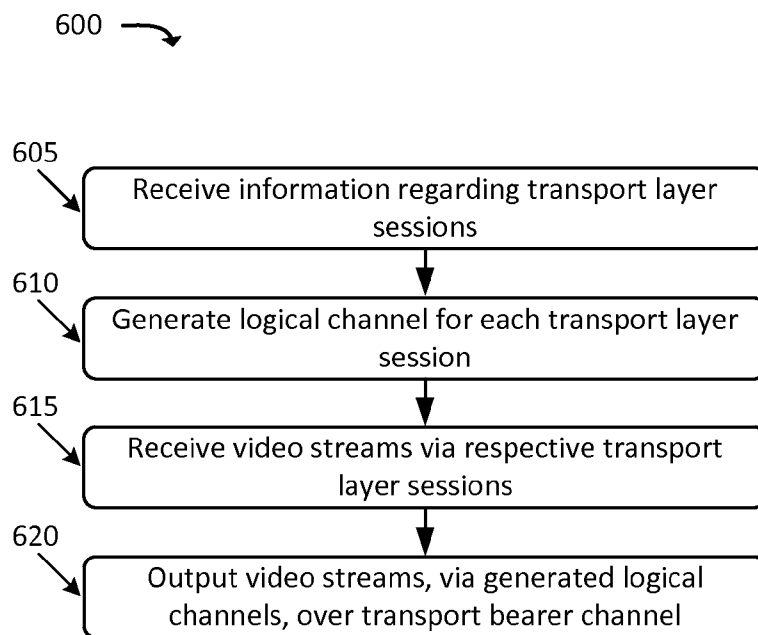 600
605
Receive information regarding transport layer
sessions
610
Generate logical channel for each transport layer
session
615
Receive video streams via respective transport
layer sessions
620
Output video streams, via generated logical
channels, over transport bearer channel